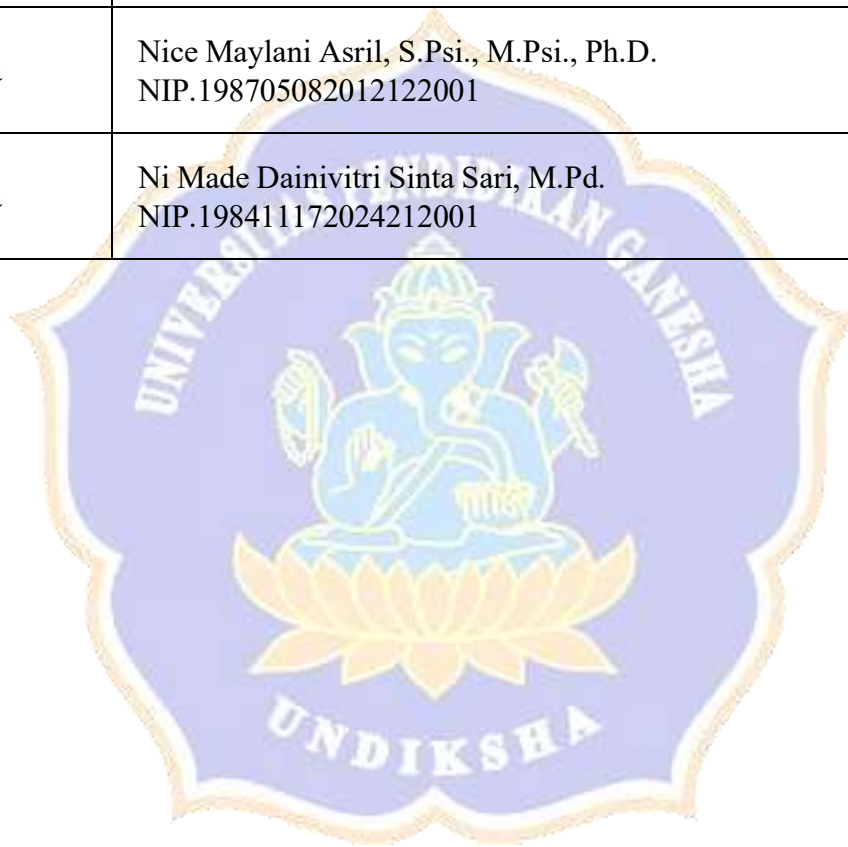 Nice Maylani Asril, S.Psi., M.Psi., Ph.D.
NIP.198705082012122001
Ni Made Dainivitri Sinta Sari, M.Pd.
NIP.198411172024212001
UNIVERSITAS PENDIDIKAN GANESHA
UNDIKSHA